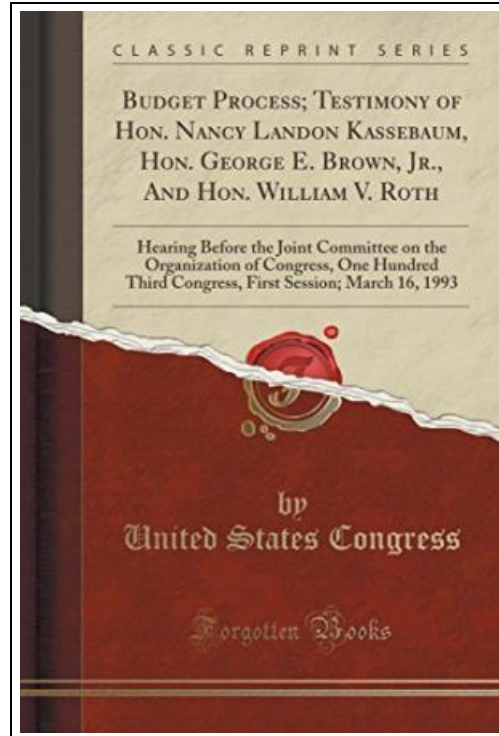 CLASSIC REPRINT SERIES
BUDGET PROCESS; TESTIMONY OF
HON. NANCY LANDON KASSEBAUM,
HON. GEORGE E. BROWN, JR.,
AND HON. WILLIAM V. ROTH
Hearing Before the Joint Committee on the
Organization of Congress, One Hundred
Third Congress, First Session; March 16, 1993
by
United States Congress
Forgotten Books